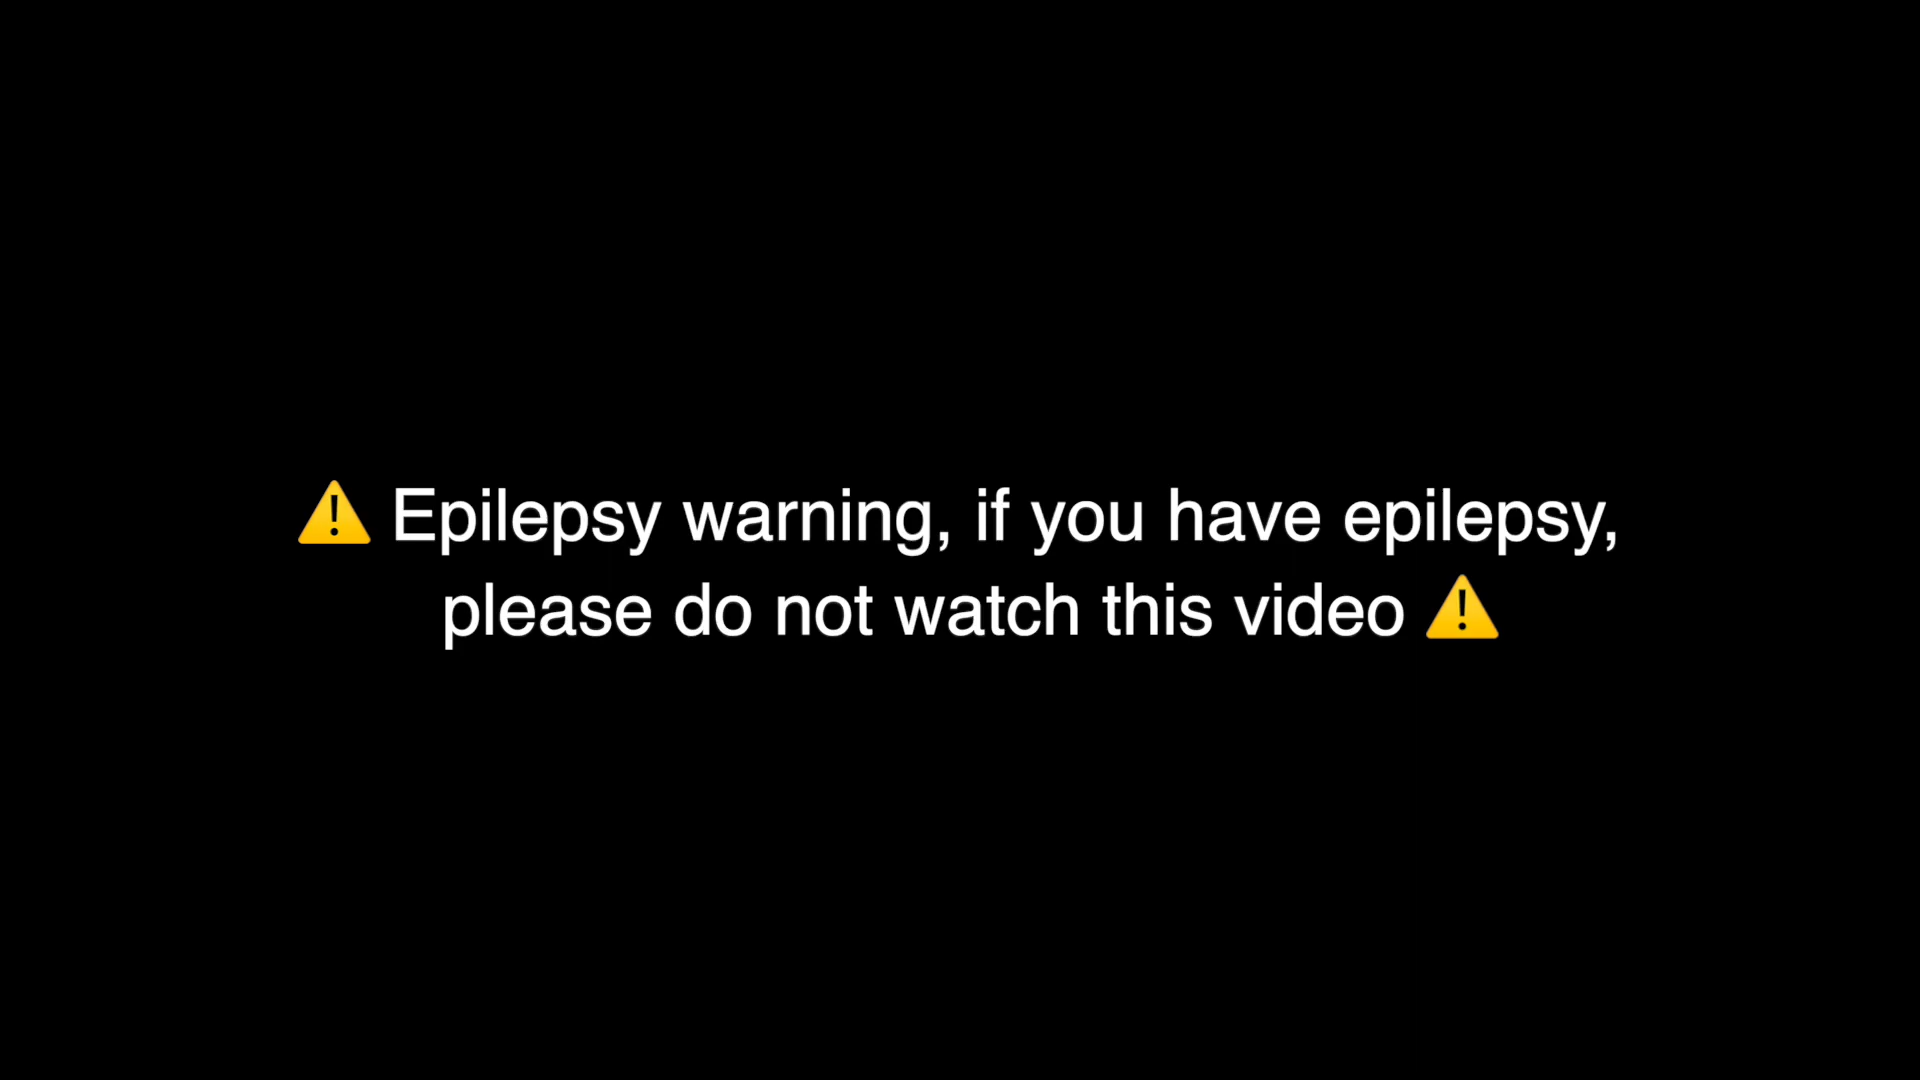 ⚠️ Epilepsy warning, if you have epilepsy,
please do not watch this video ⚠️